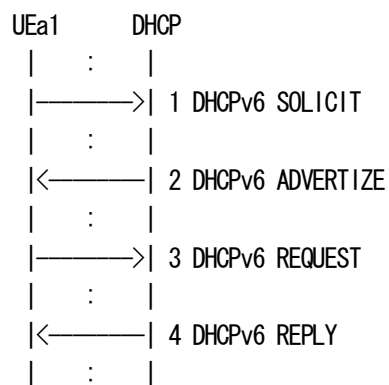 UEa1 DHCP
| : |
|-------->| 1 DHCPv6 SOLICIT
| : |
|<--------| 2 DHCPv6 ADVERTIZE
| : |
|-------->| 3 DHCPv6 REQUEST
| : |
|<--------| 4 DHCPv6 REPLY
| : |